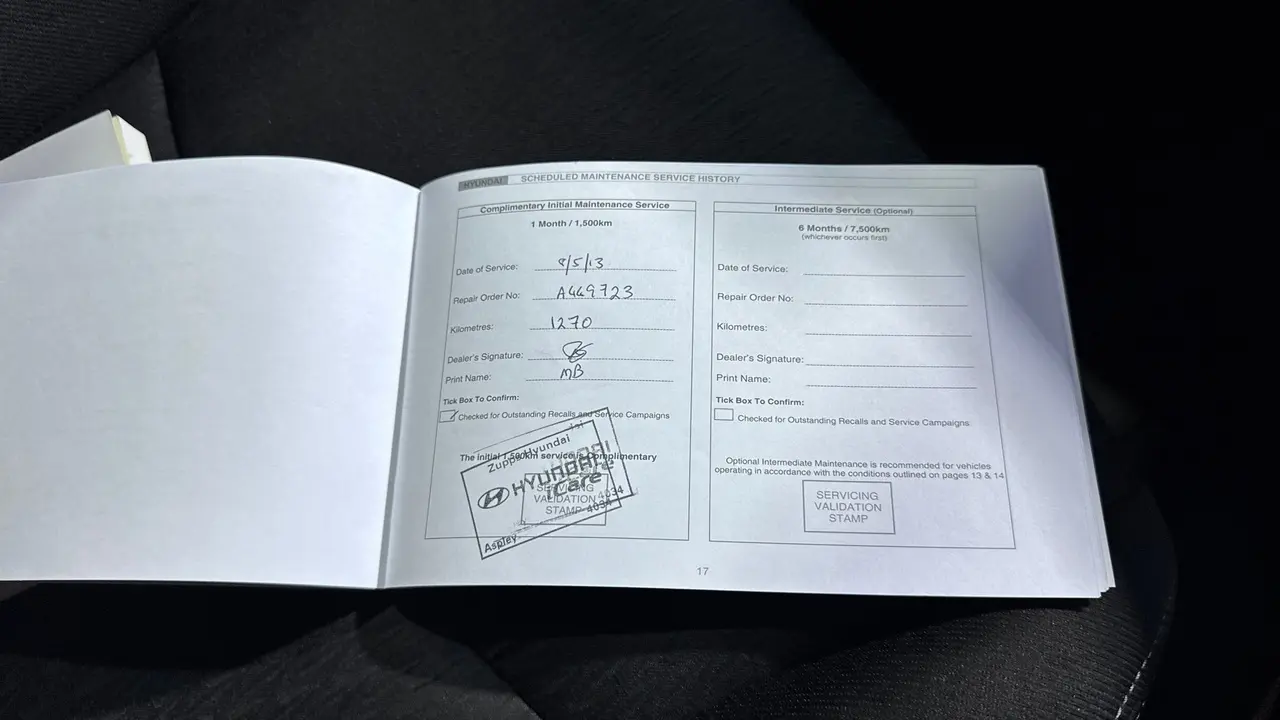 HYUNDAI SCHEDULED MAINTENANCE SERVICE HISTORY
Complimentary Initial Maintenance Service
1 Month / 1,500km
Date of Service: 8/5/13
Repair Order No: A449723
Kilometres: 1270
Dealer's Signature:
Print Name: MB
Tick Box To Confirm:
Checked for Outstanding Recalls and Service Campaigns
The initial 1,500km service is Complimentary
Zupps Hyundai
HYUNDAI
iCare
SERVICING
VALIDATION
STAMP
Aspley 4034
Intermediate Service (Optional)
6 Months / 7,500km
(whichever occurs first)
Date of Service:
Repair Order No:
Kilometres:
Dealer's Signature:
Print Name:
Tick Box To Confirm:
Checked for Outstanding Recalls and Service Campaigns
Optional Intermediate Maintenance is recommended for vehicles
operating in accordance with the conditions outlined on pages 13 & 14
SERVICING
VALIDATION
STAMP
17